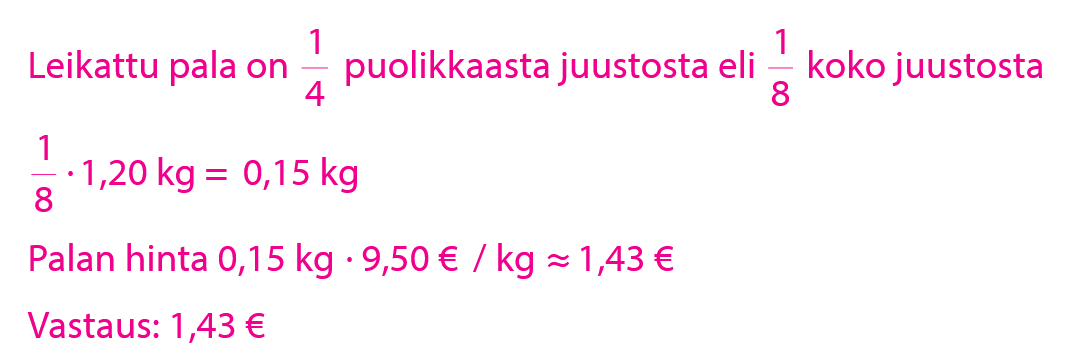 Leikattu pala on 1/4 puolikkaasta juustosta eli 1/8 koko juustosta
1/8 · 1,20 kg = 0,15 kg
Palan hinta 0,15 kg · 9,50 € / kg ≈ 1,43 €
Vastaus: 1,43 €